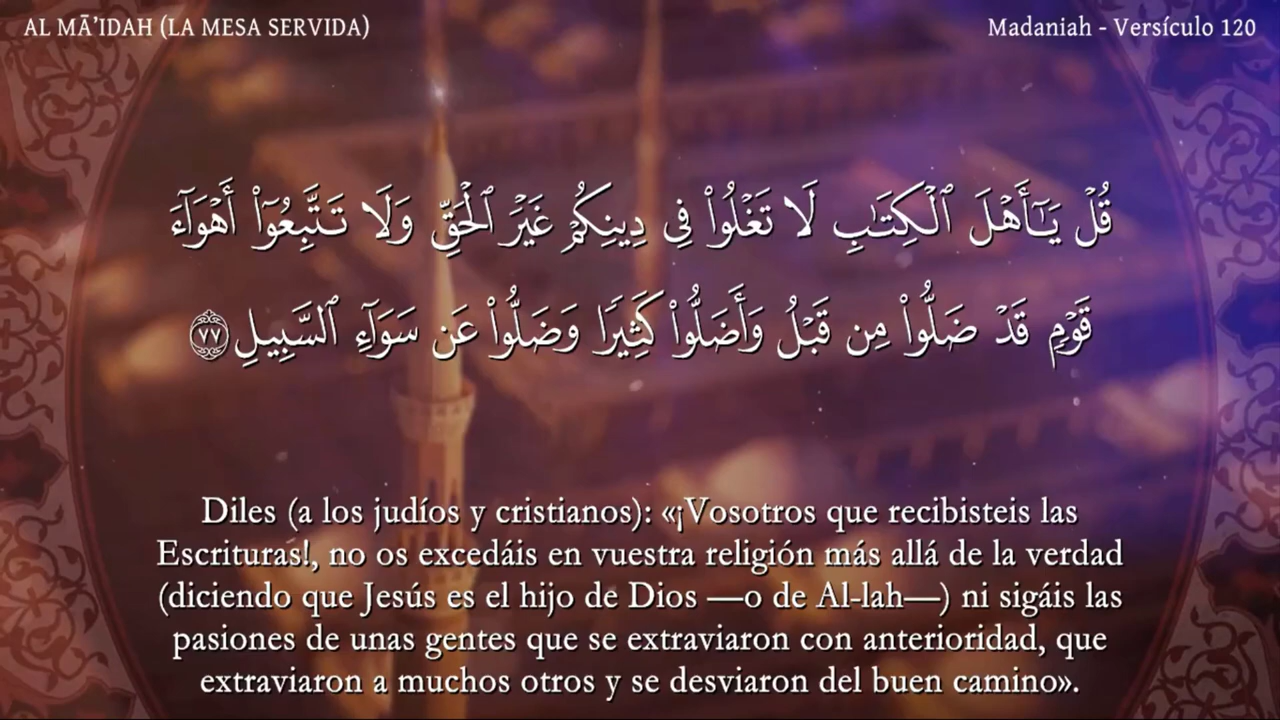 AL MĀ’IDAH (LA MESA SERVIDA)
Madaniah - Versículo 120
قُلْ يَـٰٓأَهْلَ ٱلْكِتَـٰبِ لَا تَغْلُوا۟ فِى دِينِكُمْ غَيْرَ ٱلْحَقِّ وَلَا تَتَّبِعُوٓا۟ أَهْوَآءَ
قَوْمٍ قَدْ ضَلُّوا۟ مِن قَبْلُ وَأَضَلُّوا۟ كَثِيرًا وَضَلُّوا۟ عَن سَوَآءِ ٱلسَّبِيلِ ٧٧
Diles (a los judíos y cristianos): «¡Vosotros que recibisteis las
Escrituras!, no os excedáis en vuestra religión más allá de la verdad
(diciendo que Jesús es el hijo de Dios —o de Al-lah—) ni sigáis las
pasiones de unas gentes que se extraviaron con anterioridad, que
extraviaron a muchos otros y se desviaron del buen camino».